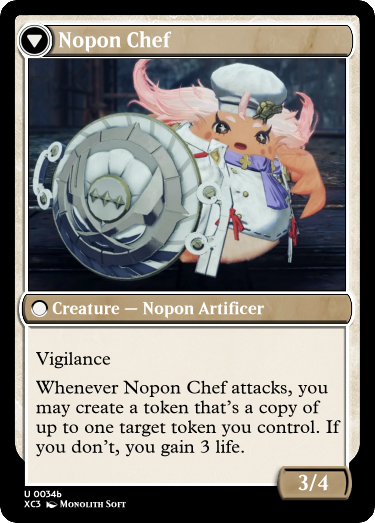 Nopon Chef
Creature — Nopon Artificer
Vigilance
Whenever Nopon Chef attacks, you
may create a token that's a copy of
up to one target token you control. If
you don't, you gain 3 life.
3/4
U 0034b
XC3 Monolith Soft